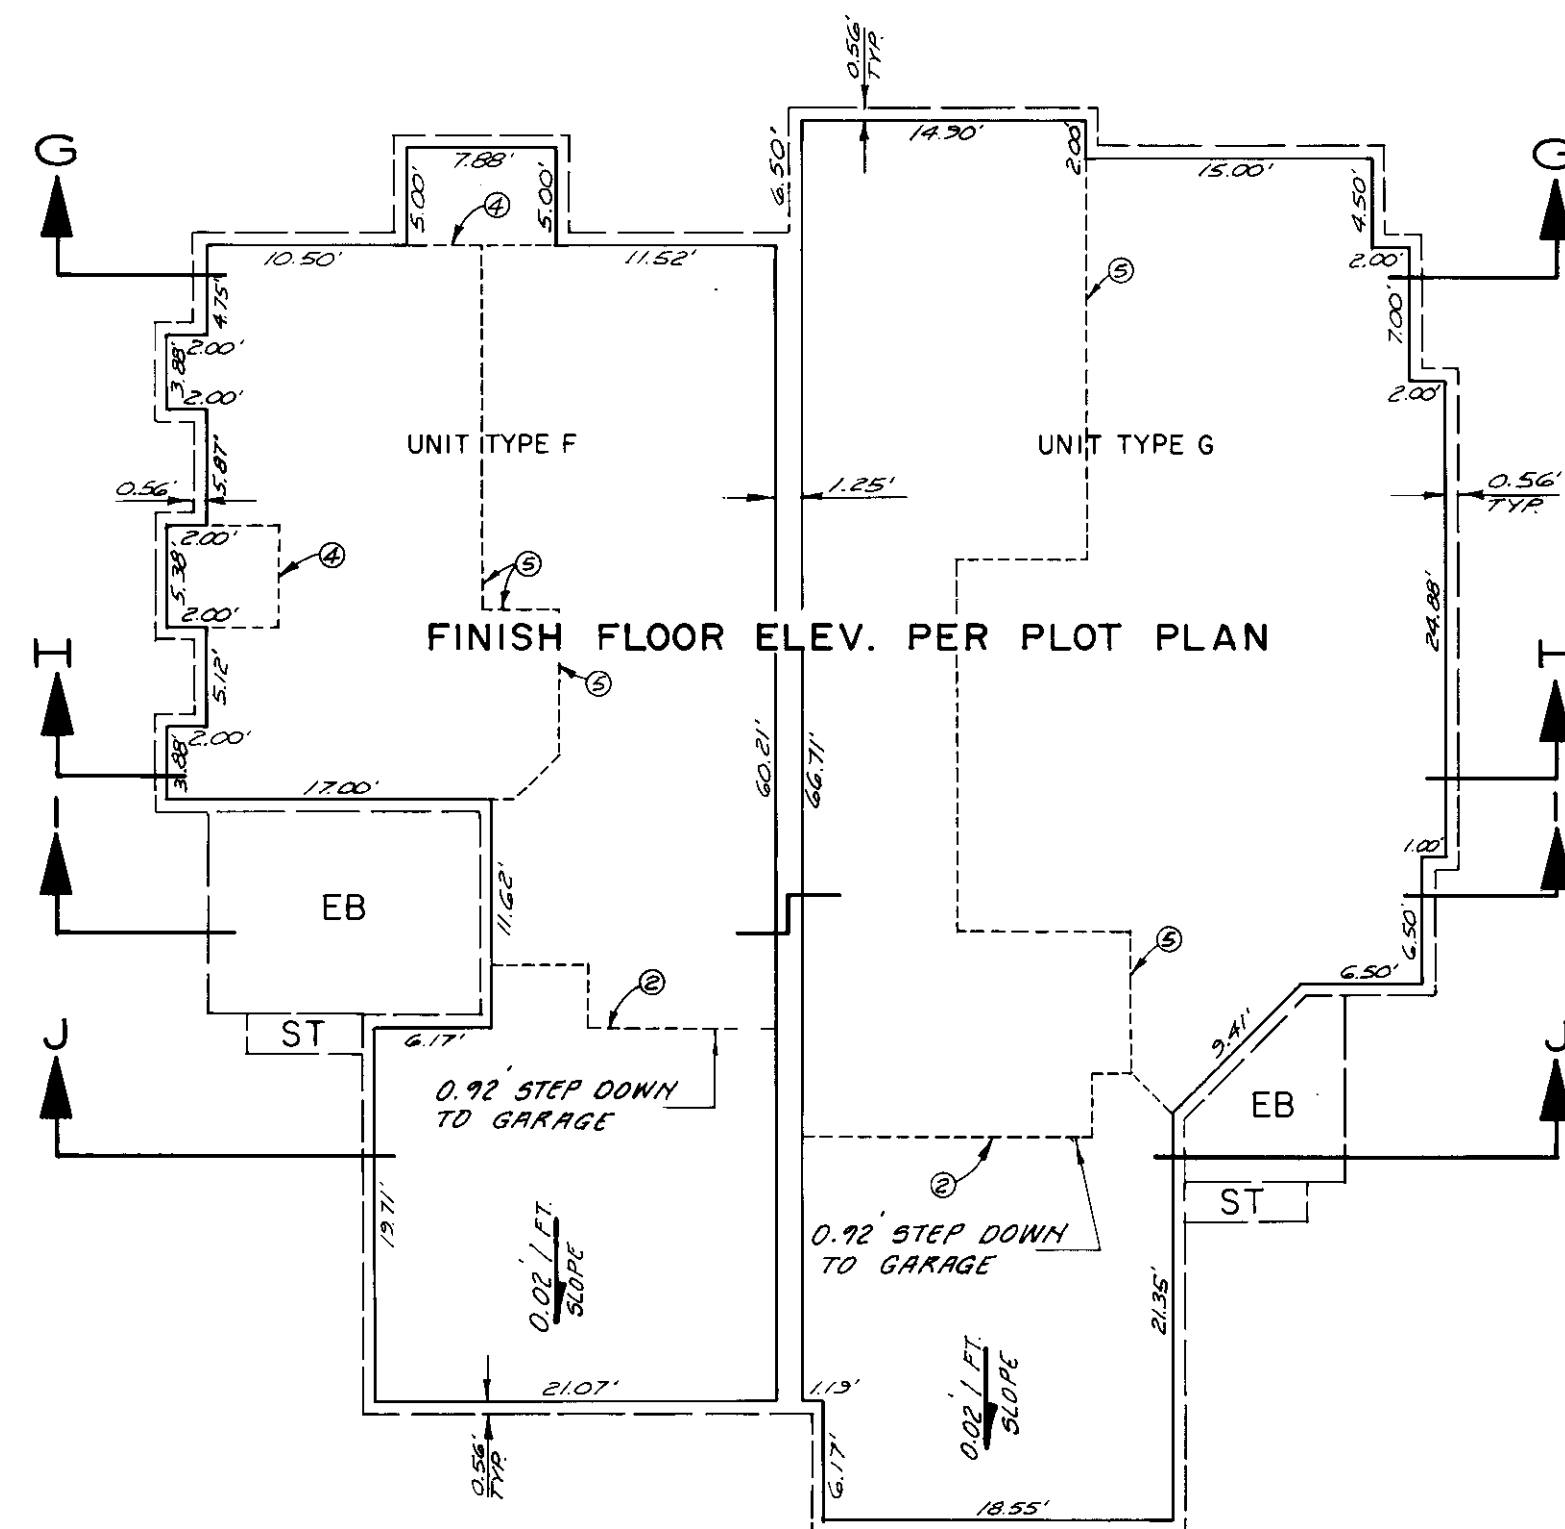 0.56'
TYP.
G
G
7.88'
5.00'
5.00'
④
6.50'
14.90'
2.00'
15.00'
4.50'
2.00'
10.50'
11.52'
⑤
4.75'
7.00'
2.00'
3.88'
2.00'
2.00'
UNIT TYPE F
UNIT TYPE G
5.87'
0.56'
1.25'
0.56'
TYP.
2.00'
④
⑤
5.38'
2.00'
24.88'
FINISH FLOOR ELEV. PER PLOT PLAN
H
5.12'
⑤
2.00'
3.88'
17.00'
60.21'
66.71'
I
I
1.00'
EB
11.62'
6.50'
⑤
6.50'
②
J
J
ST
6.17'
9.41'
0.92' STEP DOWN
TO GARAGE
EB
②
ST
19.71'
0.92' STEP DOWN
TO GARAGE
0.02' / FT.
SLOPE
21.35'
0.02' / FT.
SLOPE
21.07'
1.19'
0.56'
TYP.
6.17'
18.55'